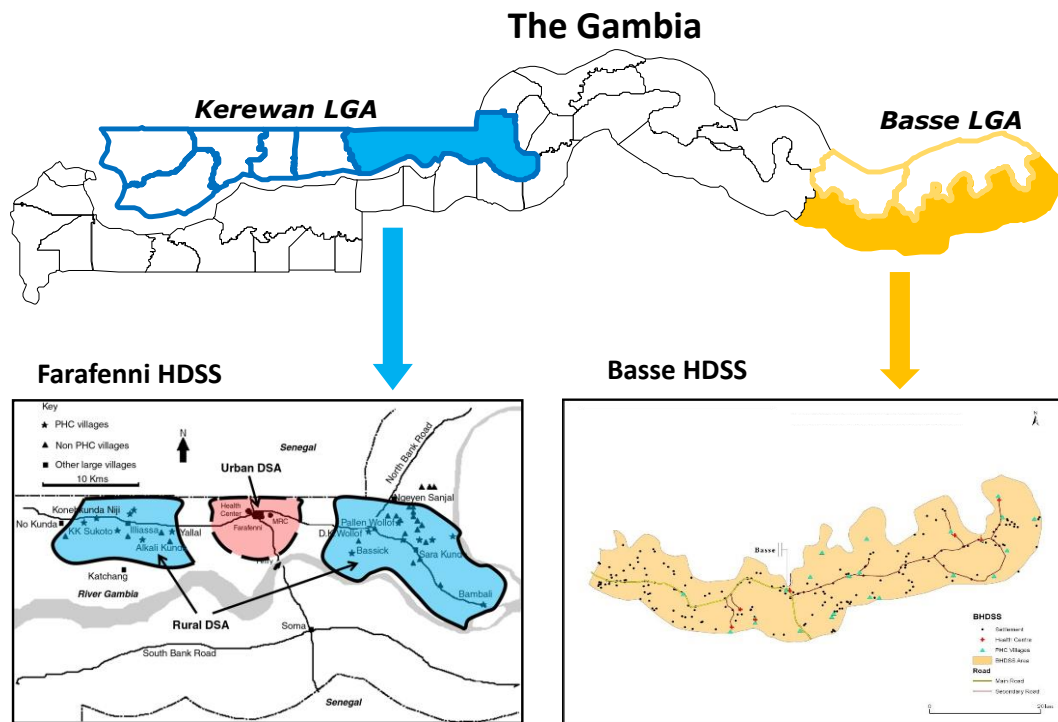 The Gambia
Kerewan LGA
Basse LGA
Farafenni HDSS
Basse HDSS
Key
PHC villages
Non PHC villages
Other large villages
10 Kms
N
Senegal
North Bank Road
Urban DSA
Ngeyen Sanjal
Health
Center
MRC
Farafenni
Konebkunda Niji
No Kunda
KK Sukoto
Illiassa
Yallal
Alkali Kunda
Pallen Wollof
D.K Wollof
Bassick
Sara Kunda
Katchang
River Gambia
Bambali
Rural DSA
Soma
South Bank Road
Senegal
N
Basse
BHDSS
Settlement
Health Centre
PHC Villages
BHDSS Area
Road
Main Road
Secondary Road
0